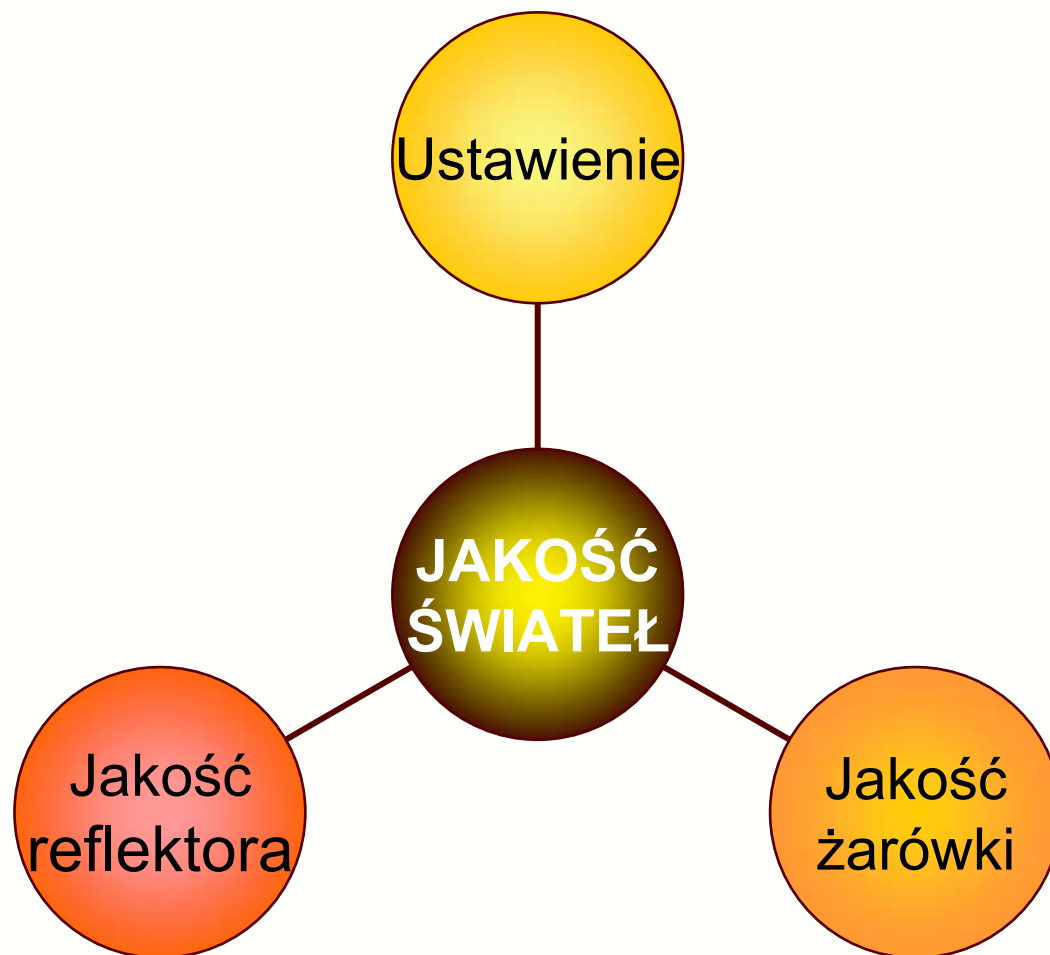 Ustawienie
JAKOŚĆ
ŚWIATEŁ
Jakość
reflektora
Jakość
żarówki